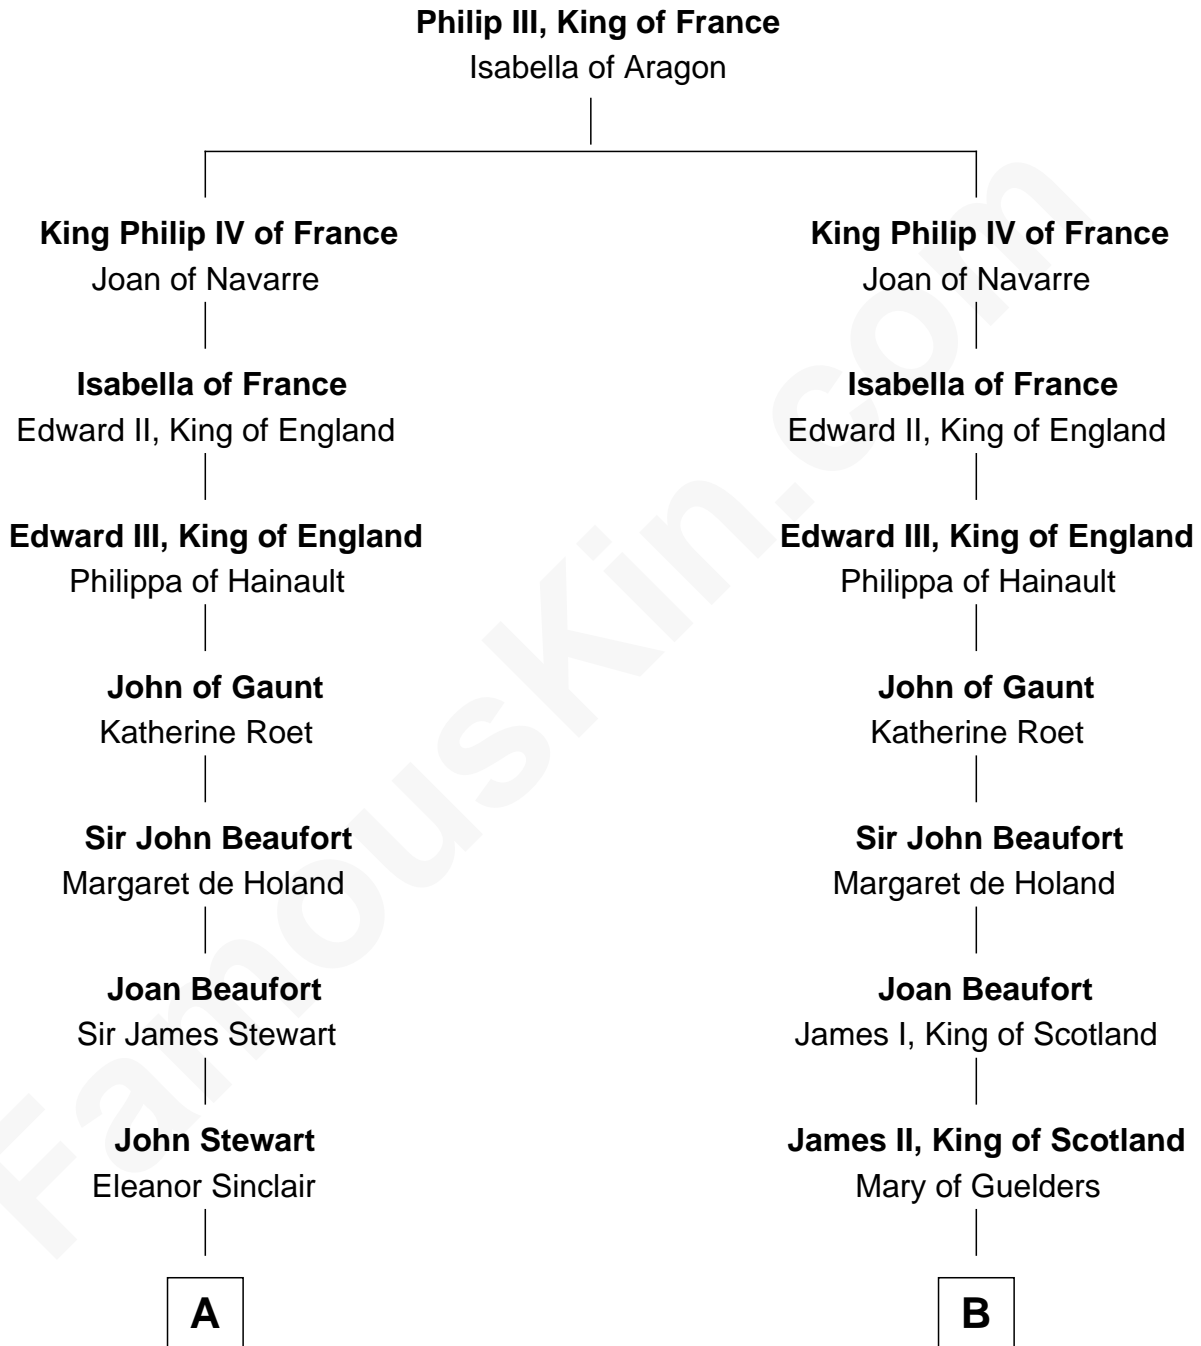 Philip III, King of France
Isabella of Aragon
King Philip IV of France
Joan of Navarre
Isabella of France
Edward II, King of England
Edward III, King of England
Philippa of Hainault
John of Gaunt
Katherine Roet
Sir John Beaufort
Margaret de Holand
Joan Beaufort
Sir James Stewart
John Stewart
Eleanor Sinclair
A
King Philip IV of France
Joan of Navarre
Isabella of France
Edward II, King of England
Edward III, King of England
Philippa of Hainault
John of Gaunt
Katherine Roet
Sir John Beaufort
Margaret de Holand
Joan Beaufort
James I, King of Scotland
James II, King of Scotland
Mary of Guelders
B
FamousKin.com